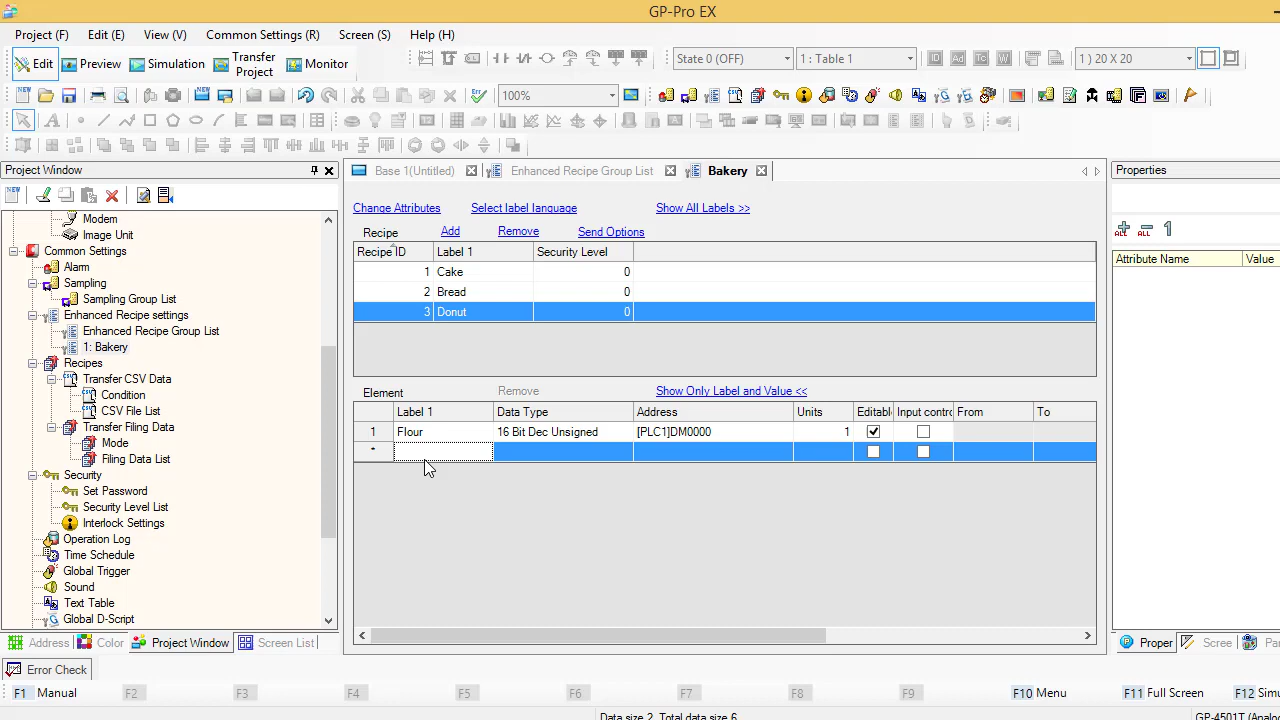 GP-Pro EX
Project (F) Edit (E) View (V) Common Settings (R) Screen (S) Help (H)
Edit Preview Simulation Transfer Project Monitor State 0 (OFF) 1 : Table 1 1 ) 20 X 20
100%
Project Window
Base 1(Untitled) Enhanced Recipe Group List Bakery
Properties
Modem
Image Unit
Common Settings
Alarm
Sampling
Sampling Group List
Enhanced Recipe settings
Enhanced Recipe Group List
1: Bakery
Recipes
Transfer CSV Data
Condition
CSV File List
Transfer Filing Data
Mode
Filing Data List
Security
Set Password
Security Level List
Interlock Settings
Operation Log
Time Schedule
Global Trigger
Sound
Text Table
Global D-Script
Address Color Project Window Screen List
Change Attributes Select label language Show All Labels >>
Recipe Add Remove Send Options
Recipe ID Label 1 Security Level
1 Cake 0
2 Bread 0
3 Donut 0
Element Remove Show Only Label and Value <<
Label 1 Data Type Address Units Editabl Input contro From To
1 Flour 16 Bit Dec Unsigned [PLC1]DM0000 1
*
ALL ALL 1
Attribute Name Value
Proper Scree Pa
Error Check
F1 Manual F2 F3 F4 F5 F6 F7 F8 F9 F10 Menu F11 Full Screen F12 Simu
Data size 2, Total data size 6 GP-4501T (Analog